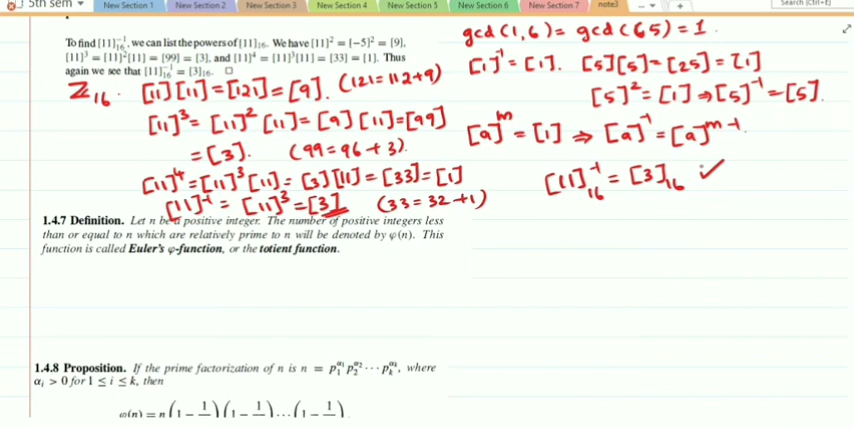 5th sem
New Section 1
New Section 2
New Section 3
New Section 4
New Section 5
New Section 6
New Section 7
note3
Search (Ctrl+E)
To find [11]₁₆⁻¹, we can list the powers of [11]₁₆. We have [11]² = [−5]² = [9],
[11]³ = [11]²[11] = [99] = [3], and [11]⁴ = [11]³[11] = [33] = [1]. Thus
again we see that [11]₁₆⁻¹ = [3]₁₆. □
ℤ₁₆. [11][11]=[121]=[9]. (121=112+9)
[11]³= [11]²[11]=[9][11]=[99]
=[3]. (99=96+3).
[11]⁴=[11]³[11]=[3][11]=[33]=[1]
[11]⁻¹= [11]³=[3] (33=32+1)
gcd(1,6)= gcd(6,5)=1.
[1]⁻¹=[1]. [5][5]=[25]=[1]
[5]²=[1]⇒[5]⁻¹=[5].
[a]ᵐ=[1] ⇒ [a]⁻¹=[a]ᵐ⁻¹.
[11]₁₆⁻¹=[3]₁₆ ✓
1.4.7 Definition. Let n be a positive integer. The number of positive integers less
than or equal to n which are relatively prime to n will be denoted by φ(n). This
function is called Euler's φ-function, or the totient function.
1.4.8 Proposition. If the prime factorization of n is n = p₁^α₁ p₂^α₂ ··· pₖ^αₖ, where
αᵢ > 0 for 1 ≤ i ≤ k, then
φ(n) = n(1 − 1/)(1 − 1/)···(1 − 1/)